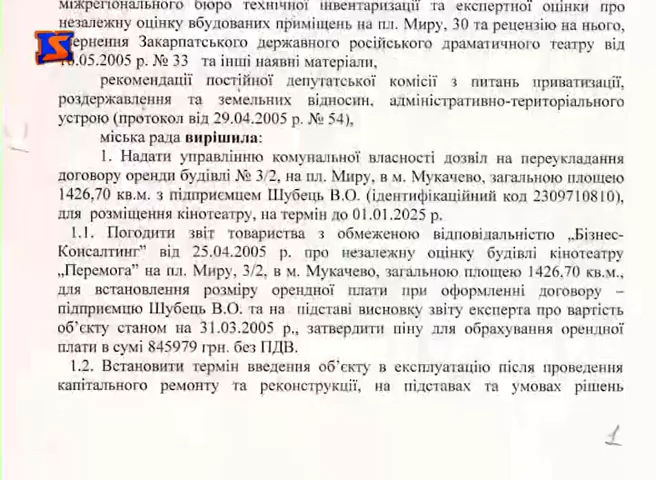 міжрегіонального бюро технічної інвентаризації та експертної оцінки про
незалежну оцінку вбудованих приміщень на пл. Миру, 30 та рецензію на нього,
звернення Закарпатського державного російського драматичного театру від
16.05.2005 р. № 33 та інші наявні матеріали,
рекомендації постійної депутатської комісії з питань приватизації,
роздержавлення та земельних відносин, адміністративно-територіального
устрою (протокол від 29.04.2005 р. № 54),
міська рада вирішила:
1. Надати управлінню комунальної власності дозвіл на переукладання
договору оренди будівлі № 3/2, на пл. Миру, в м. Мукачево, загальною площею
1426,70 кв.м. з підприємцем Шубець В.О. (ідентифікаційний код 2309710810),
для розміщення кінотеатру, на термін до 01.01.2025 р.
1.1. Погодити звіт товариства з обмеженою відповідальністю „Бізнес-
Консалтинг" від 25.04.2005 р. про незалежну оцінку будівлі кінотеатру
„Перемога" на пл. Миру, 3/2, в м. Мукачево, загальною площею 1426,70 кв.м.,
для встановлення розміру орендної плати при оформленні договору –
підприємцю Шубець В.О. та на підставі висновку звіту експерта про вартість
об'єкту станом на 31.03.2005 р., затвердити ціну для обрахування орендної
плати в сумі 845979 грн. без ПДВ.
1.2. Встановити термін введення об'єкту в експлуатацію після проведення
капітального ремонту та реконструкції, на підставах та умовах рішень
1